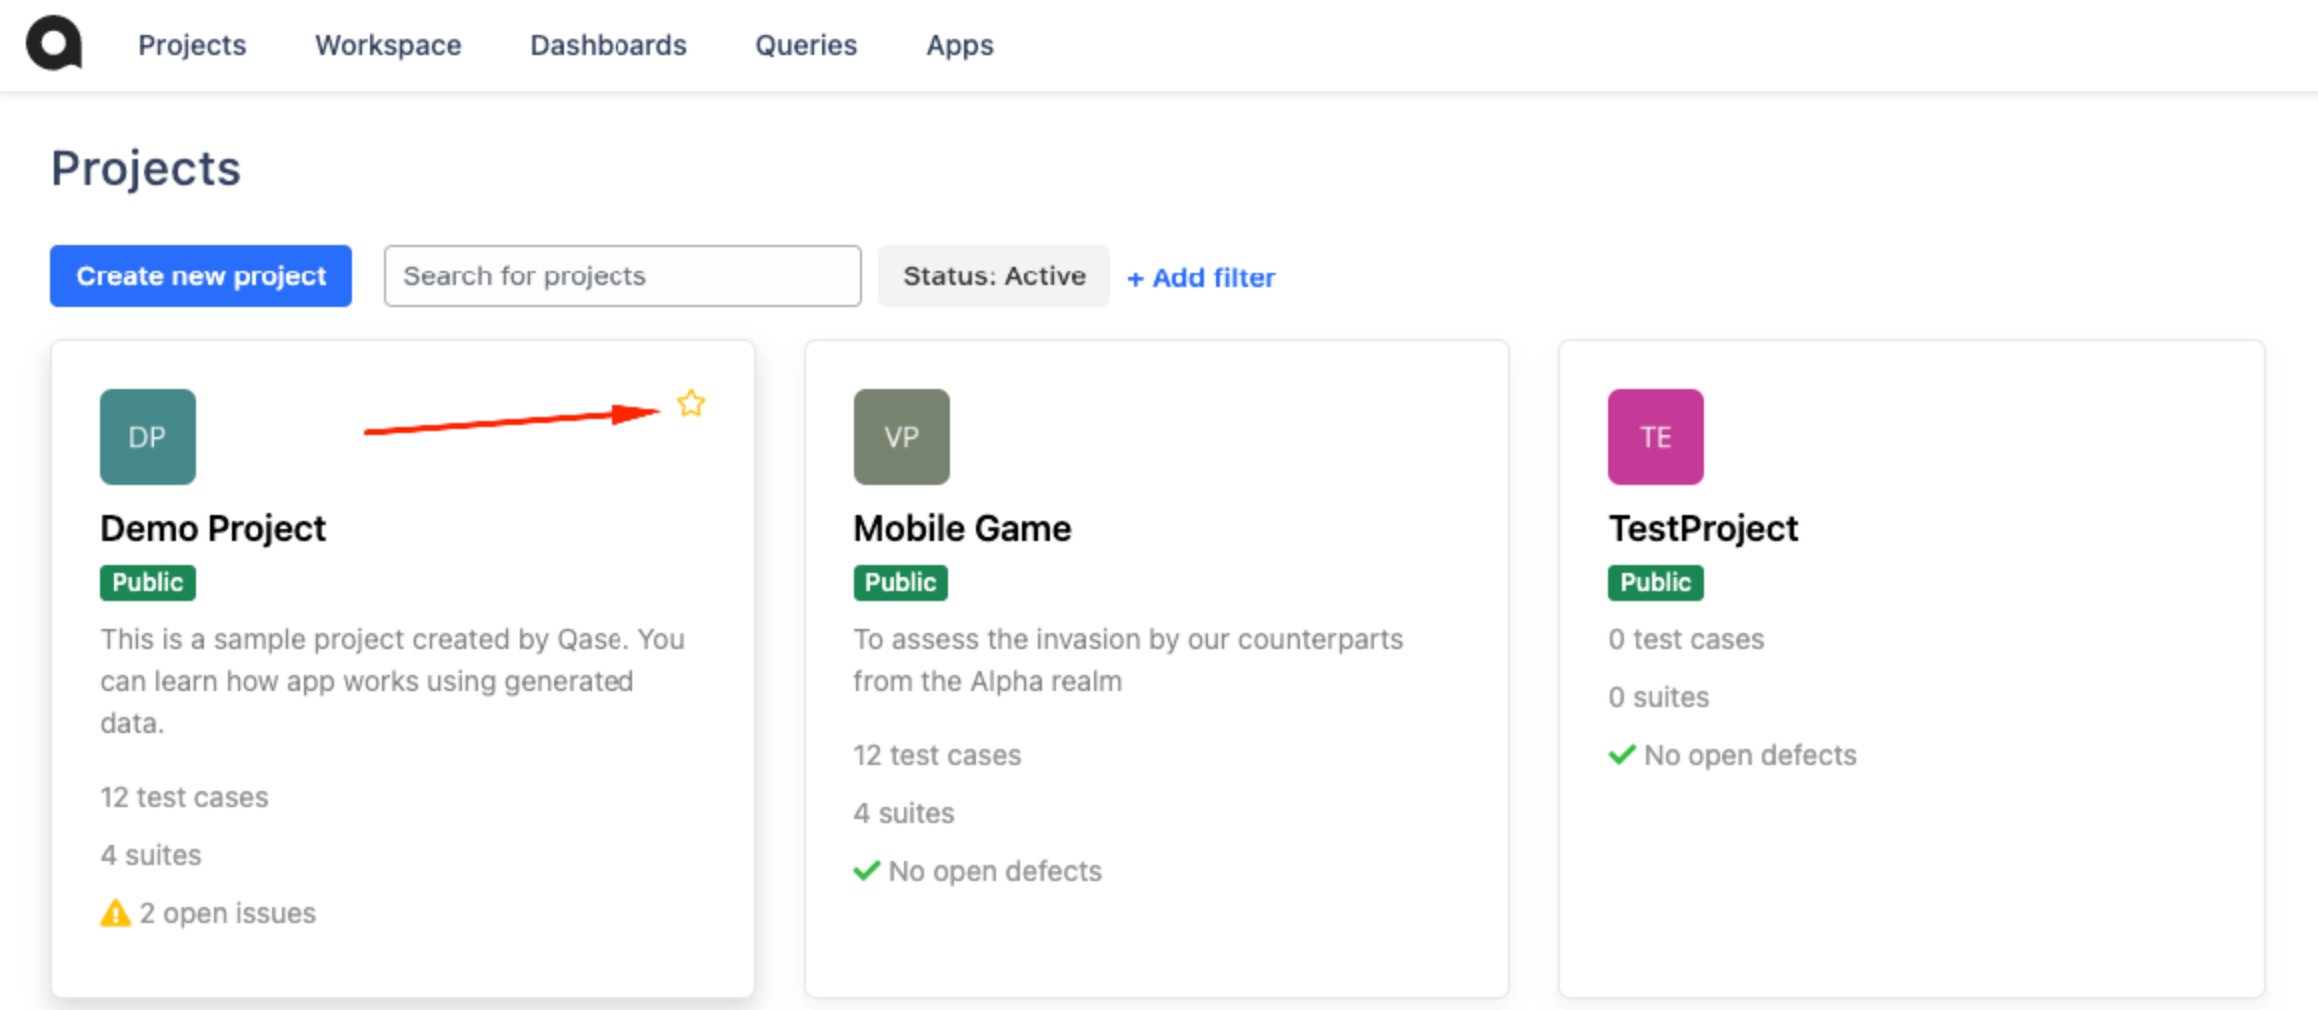 Projects Workspace Dashboards Queries Apps
Projects
Create new project
Search for projects
Status: Active
+ Add filter
DP
Demo Project
Public
This is a sample project created by Qase. You
can learn how app works using generated
data.
12 test cases
4 suites
2 open issues
VP
Mobile Game
Public
To assess the invasion by our counterparts
from the Alpha realm
12 test cases
4 suites
No open defects
TE
TestProject
Public
0 test cases
0 suites
No open defects